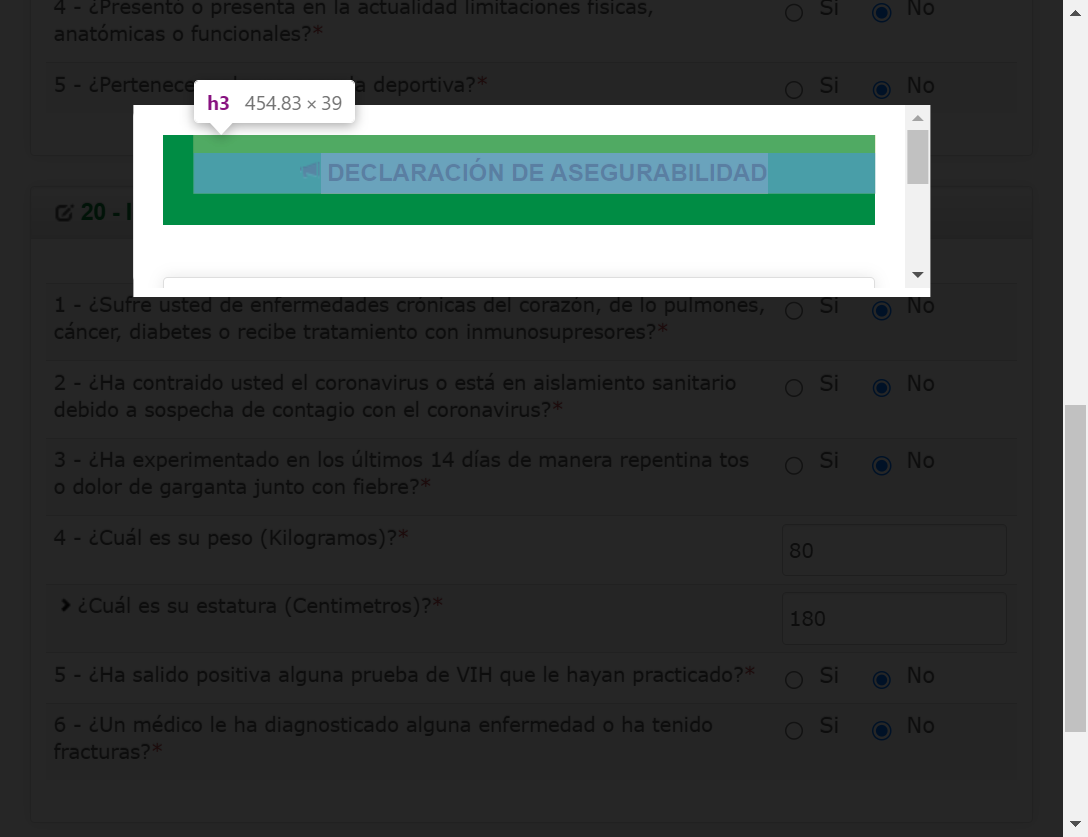 4 - ¿Presentó o presenta en la actualidad limitaciones físicas, Si No
anatómicas o funcionales?*
5 - ¿Pertenece deportiva?* Si No
h3 454.83 × 39
DECLARACIÓN DE ASEGURABILIDAD
20 -
1 - ¿Sufre usted de enfermedades crónicas del corazón, de lo pulmones, Si No
cáncer, diabetes o recibe tratamiento con inmunosupresores?*
2 - ¿Ha contraido usted el coronavirus o está en aislamiento sanitario Si No
debido a sospecha de contagio con el coronavirus?*
3 - ¿Ha experimentado en los últimos 14 días de manera repentina tos Si No
o dolor de garganta junto con fiebre?*
4 - ¿Cuál es su peso (Kilogramos)?* 80
¿Cuál es su estatura (Centimetros)?* 180
5 - ¿Ha salido positiva alguna prueba de VIH que le hayan practicado?* Si No
6 - ¿Un médico le ha diagnosticado alguna enfermedad o ha tenido Si No
fracturas?*